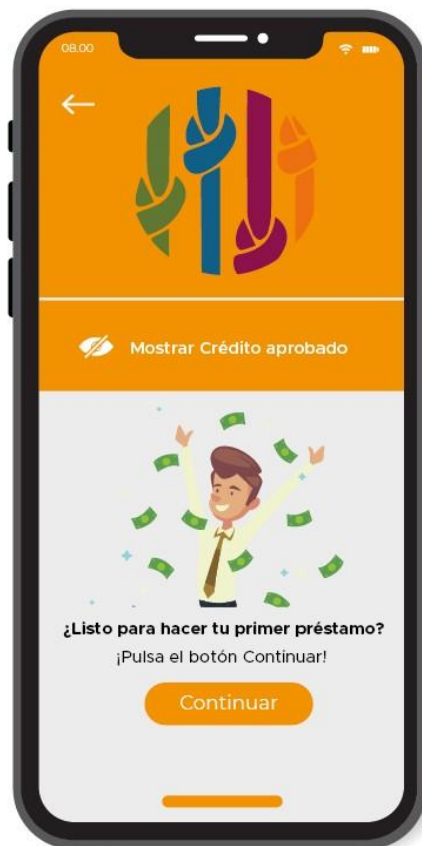 08.00
Mostrar Crédito aprobado
¿Listo para hacer tu primer préstamo?
¡Pulsa el botón Continuar!
Continuar